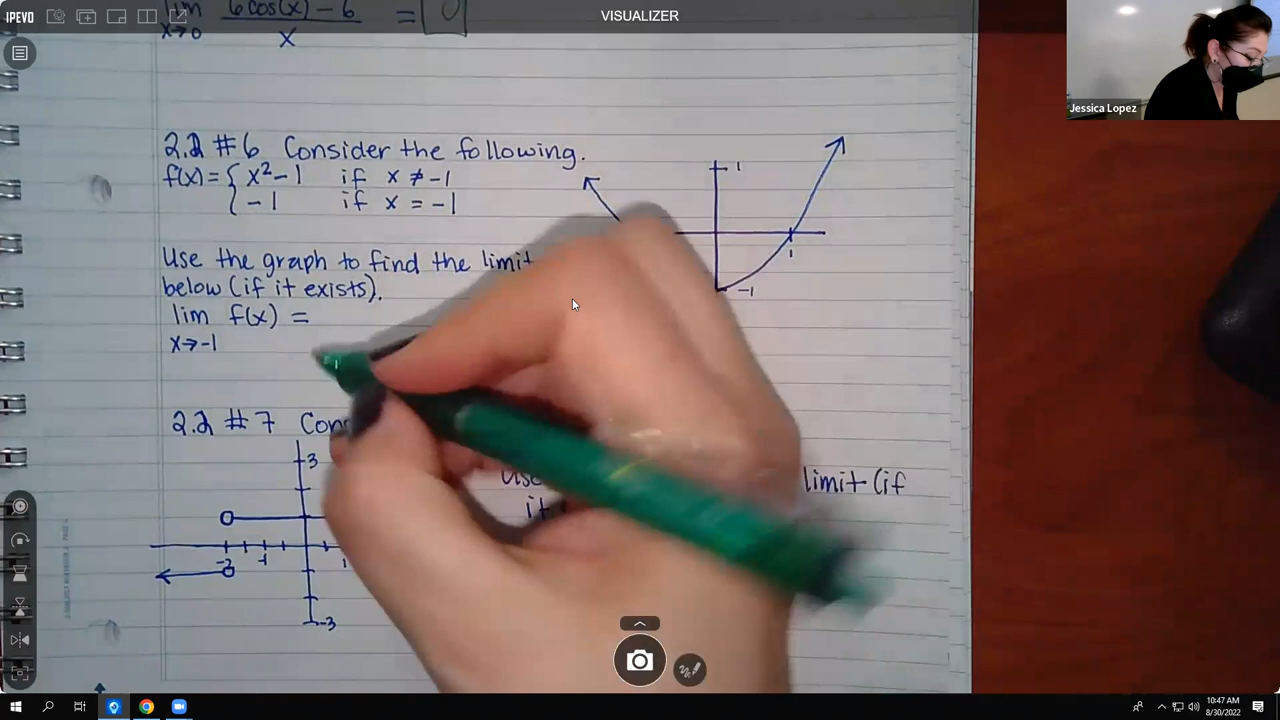 IPEVO
VISUALIZER
lim 6cos(x) - 6 = 0
x→0 x
Jessica Lopez
2.2 #6 Consider the following.
f(x) = { x² - 1 if x ≠ -1
-1 if x = -1
1
1
-1
Use the graph to find the limit
below (if it exists).
lim f(x) =
x→-1
2.2 #7
3
limit (if
it
-2 -1 1
-3
10:47 AM
8/30/2022